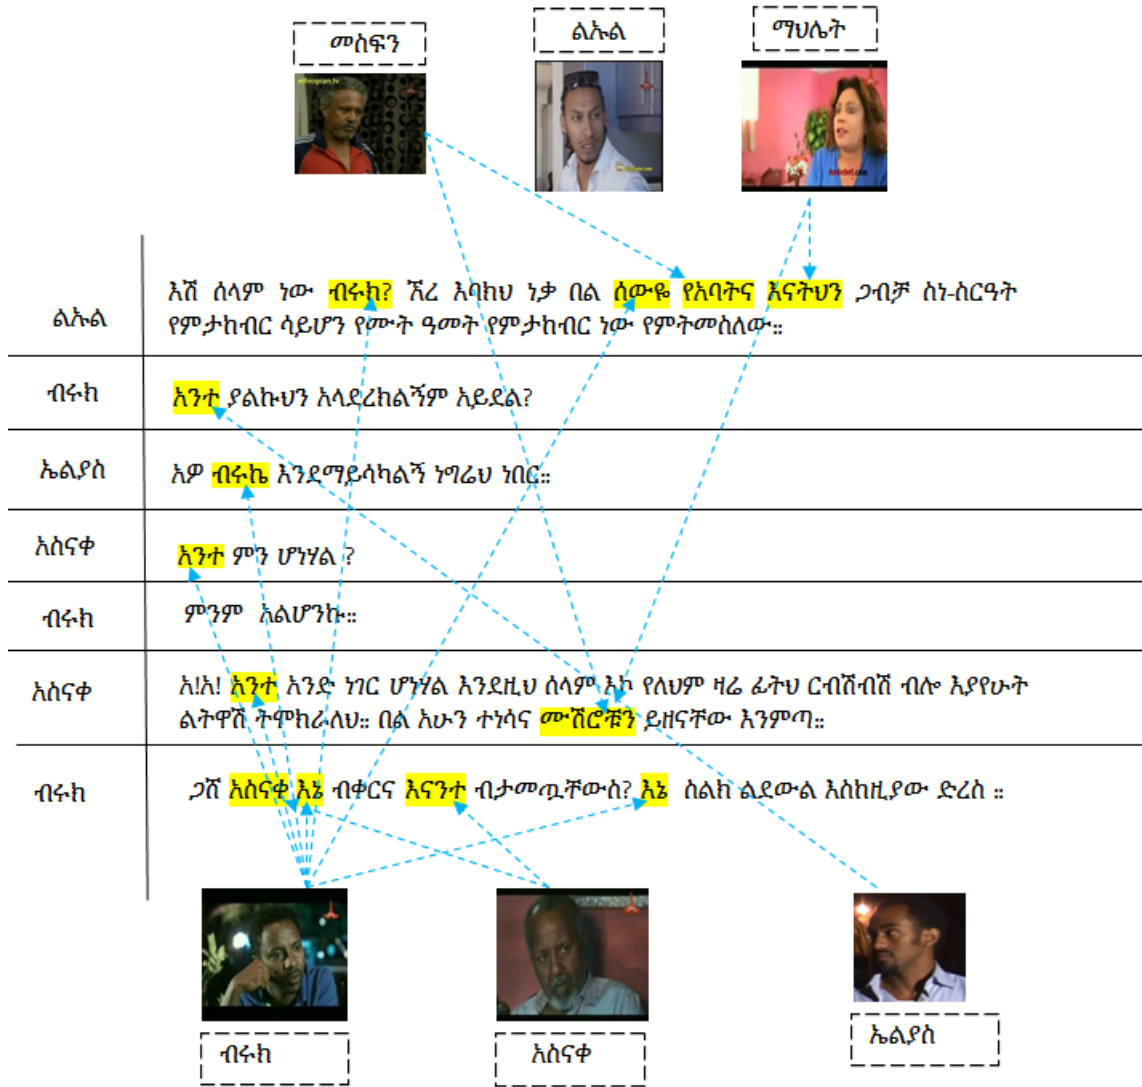 መስፍን
ልኡል
ማህሌት
ልኡል
እሽ ሰላም ነው ብሩክ? ኧረ እባክህ ነቃ በል ሰውዬ የአባትና እናትህን ጋብቻ ስነ-ስርዓት
የምታከብር ሳይሆን የሙት ዓመት የምታከብር ነው የምትመስለው።
ብሩክ
አንተ ያልኩህን አላደረክልኝም አይደል?
ኤልያስ
አዎ ብሩኬ እንደማይሳካልኝ ነግሬህ ነበር።
አስናቀ
አንተ ምን ሆነሃል ?
ብሩክ
ምንም አልሆንኩ።
አስናቀ
አ!አ! አንተ አንድ ነገር ሆነሃል እንደዚህ ሰላም እኮ የለህም ዛሬ ፊትህ ርብሽብሽ ብሎ እያየሁት
ልትዋሽ ትሞክራለህ። በል አሁን ተነሳና ሙሽሮቹን ይዘናቸው እንምጣ።
ብሩክ
ጋሽ አስናቀ እኔ ብቀርና እናንተ ብታመጧቸውስ? እኔ ስልክ ልደውል እስከዚያው ድረስ ።
ብሩክ
አስናቀ
ኤልያስ